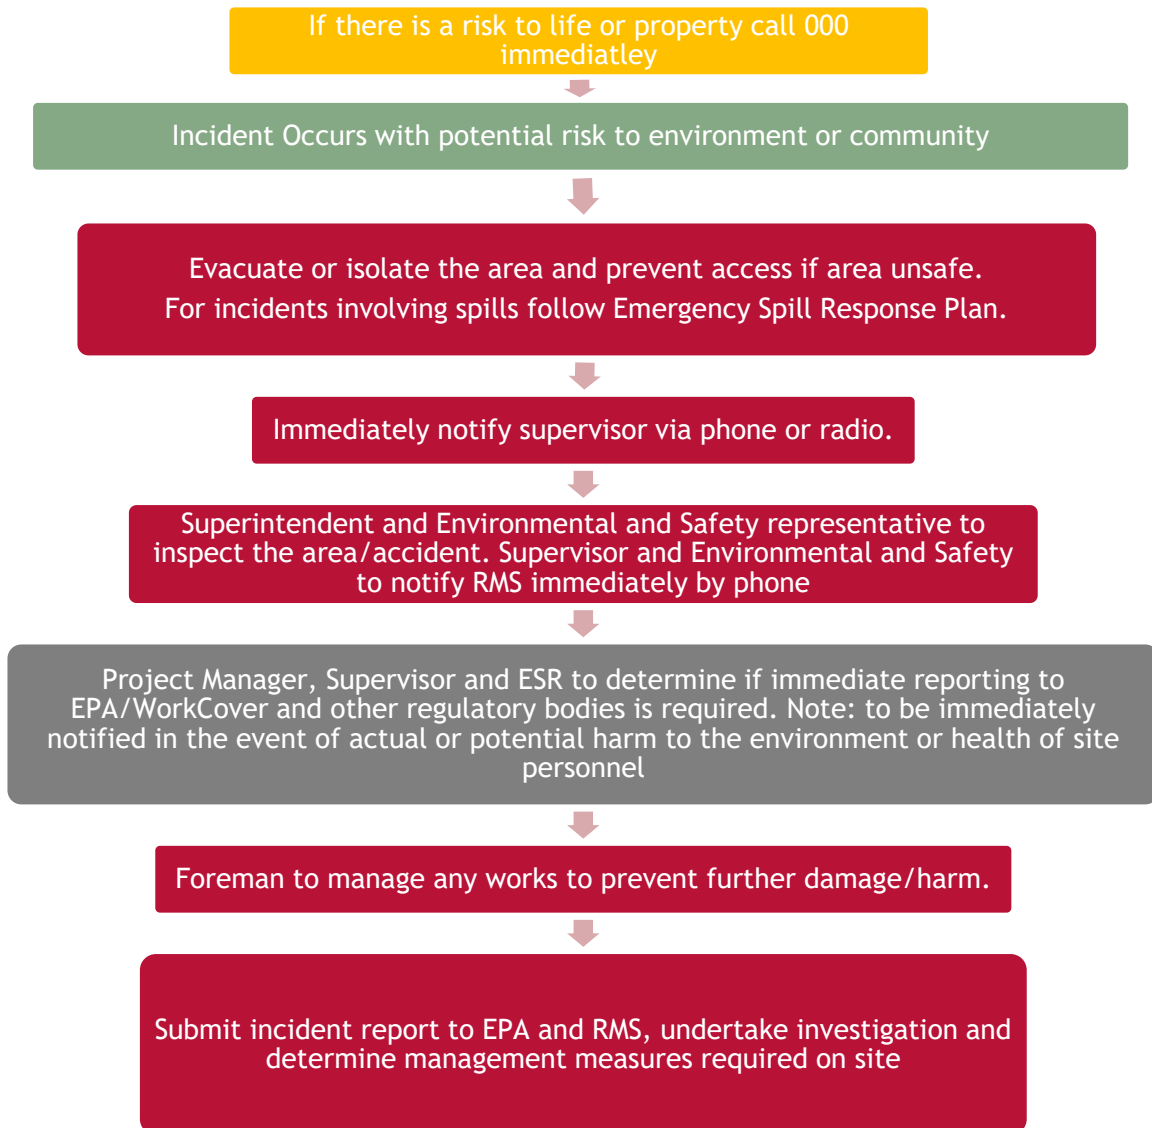 If there is a risk to life or property call 000
immediatley
Incident Occurs with potential risk to environment or community
Evacuate or isolate the area and prevent access if area unsafe.
For incidents involving spills follow Emergency Spill Response Plan.
Immediately notify supervisor via phone or radio.
Superintendent and Environmental and Safety representative to
inspect the area/accident. Supervisor and Environmental and Safety
to notify RMS immediately by phone
Project Manager, Supervisor and ESR to determine if immediate reporting to
EPA/WorkCover and other regulatory bodies is required. Note: to be immediately
notified in the event of actual or potential harm to the environment or health of site
personnel
Foreman to manage any works to prevent further damage/harm.
Submit incident report to EPA and RMS, undertake investigation and
determine management measures required on site